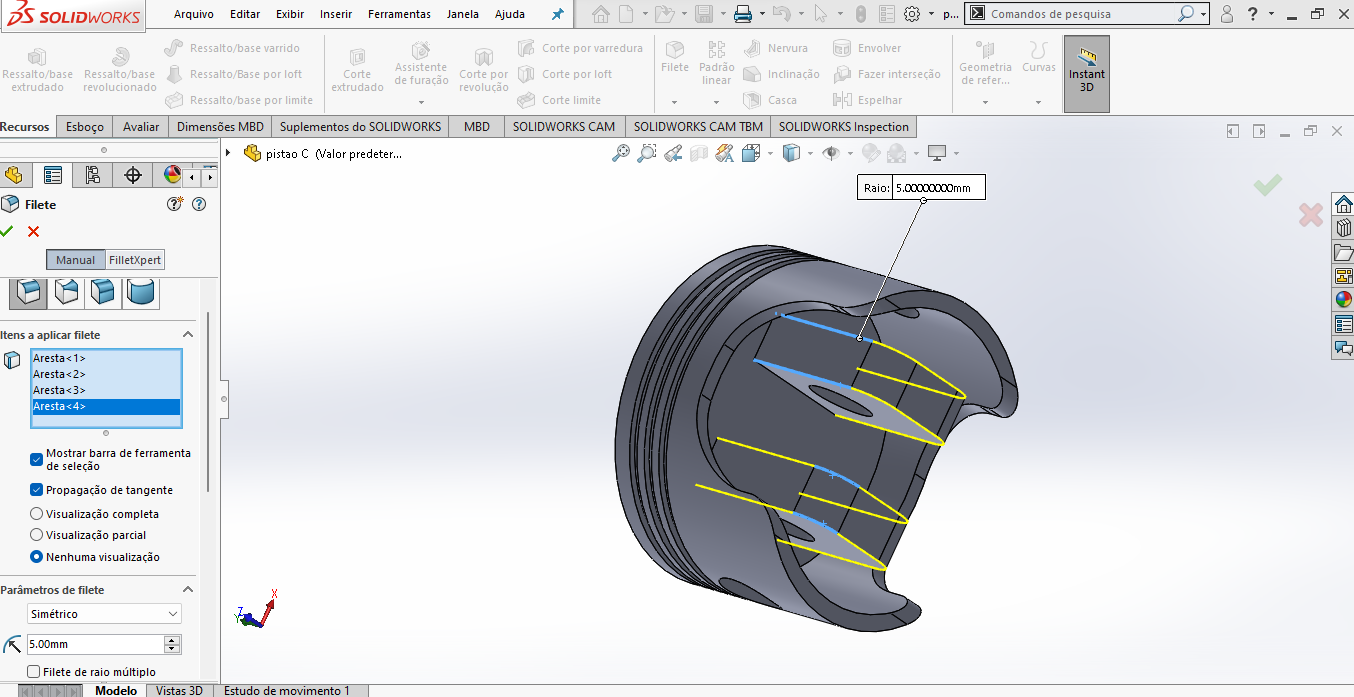 SOLIDWORKS
Arquivo Editar Exibir Inserir Ferramentas Janela Ajuda
p...
Comandos de pesquisa
?
Ressalto/base extrudado
Ressalto/base revolucionado
Ressalto/base varrido
Ressalto/Base por loft
Ressalto/base por limite
Corte extrudado
Assistente de furação
Corte por revolução
Corte por varredura
Corte por loft
Corte limite
Filete
Padrão linear
Nervura
Inclinação
Casca
Envolver
Fazer interseção
Espelhar
Geometria de refer...
Curvas
Instant 3D
Recursos Esboço Avaliar Dimensões MBD Suplementos do SOLIDWORKS MBD SOLIDWORKS CAM SOLIDWORKS CAM TBM SOLIDWORKS Inspection
pistao C (Valor predeter...
Filete
Manual FilletXpert
Itens a aplicar filete
Aresta<1>
Aresta<2>
Aresta<3>
Aresta<4>
Mostrar barra de ferramenta
de seleção
Propagação de tangente
Visualização completa
Visualização parcial
Nenhuma visualização
Parâmetros de filete
Simétrico
5.00mm
Filete de raio múltiplo
Raio: 5.00000000mm
X
Y
Z
Modelo Vistas 3D Estudo de movimento 1